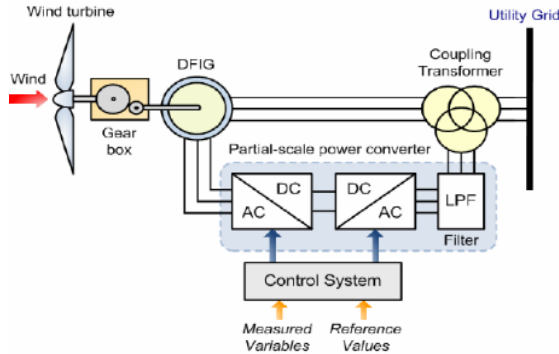 Utility Grid
Wind turbine
Coupling
Transformer
DFIG
Wind
Gear
box
Partial-scale power converter
DC
AC
DC
AC
LPF
Filter
Control System
Measured
Variables
Reference
Values